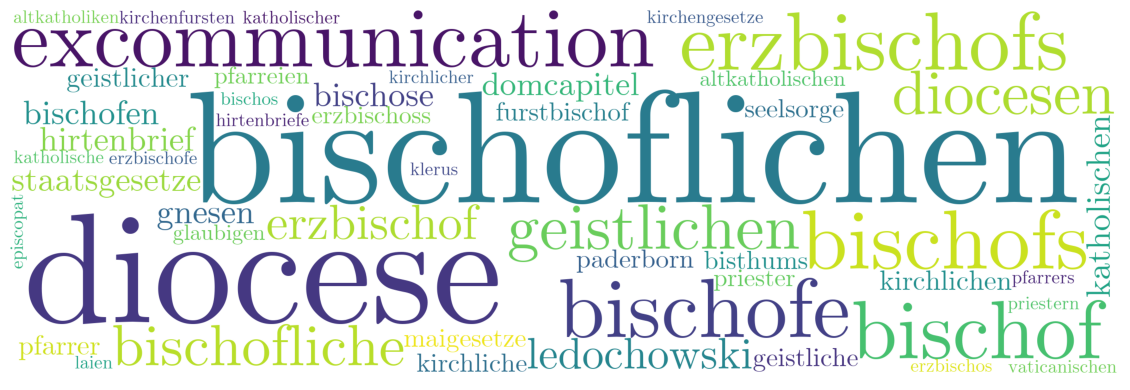 altkatholiken kirchenfursten katholischer kirchengesetze
excommunication erzbischofs
geistlicher pfarreien kirchlicher domcapitel altkatholischen
bischofen bischos bischose furstbischof seelsorge diocesen
hirtenbrief hirtenbriefe erzbischoss
katholische erzbischofe bischoflichen klerus katholischen
staatsgesetze
episcopat gnesen erzbischof geistlichen bischofs
glaubigen
diocese paderborn bisthums
priester kirchlichen pfarrers
bischofe bischof priestern
pfarrer bischofliche maigesetze
laien kirchliche ledochowski geistliche erzbischos vaticanischen